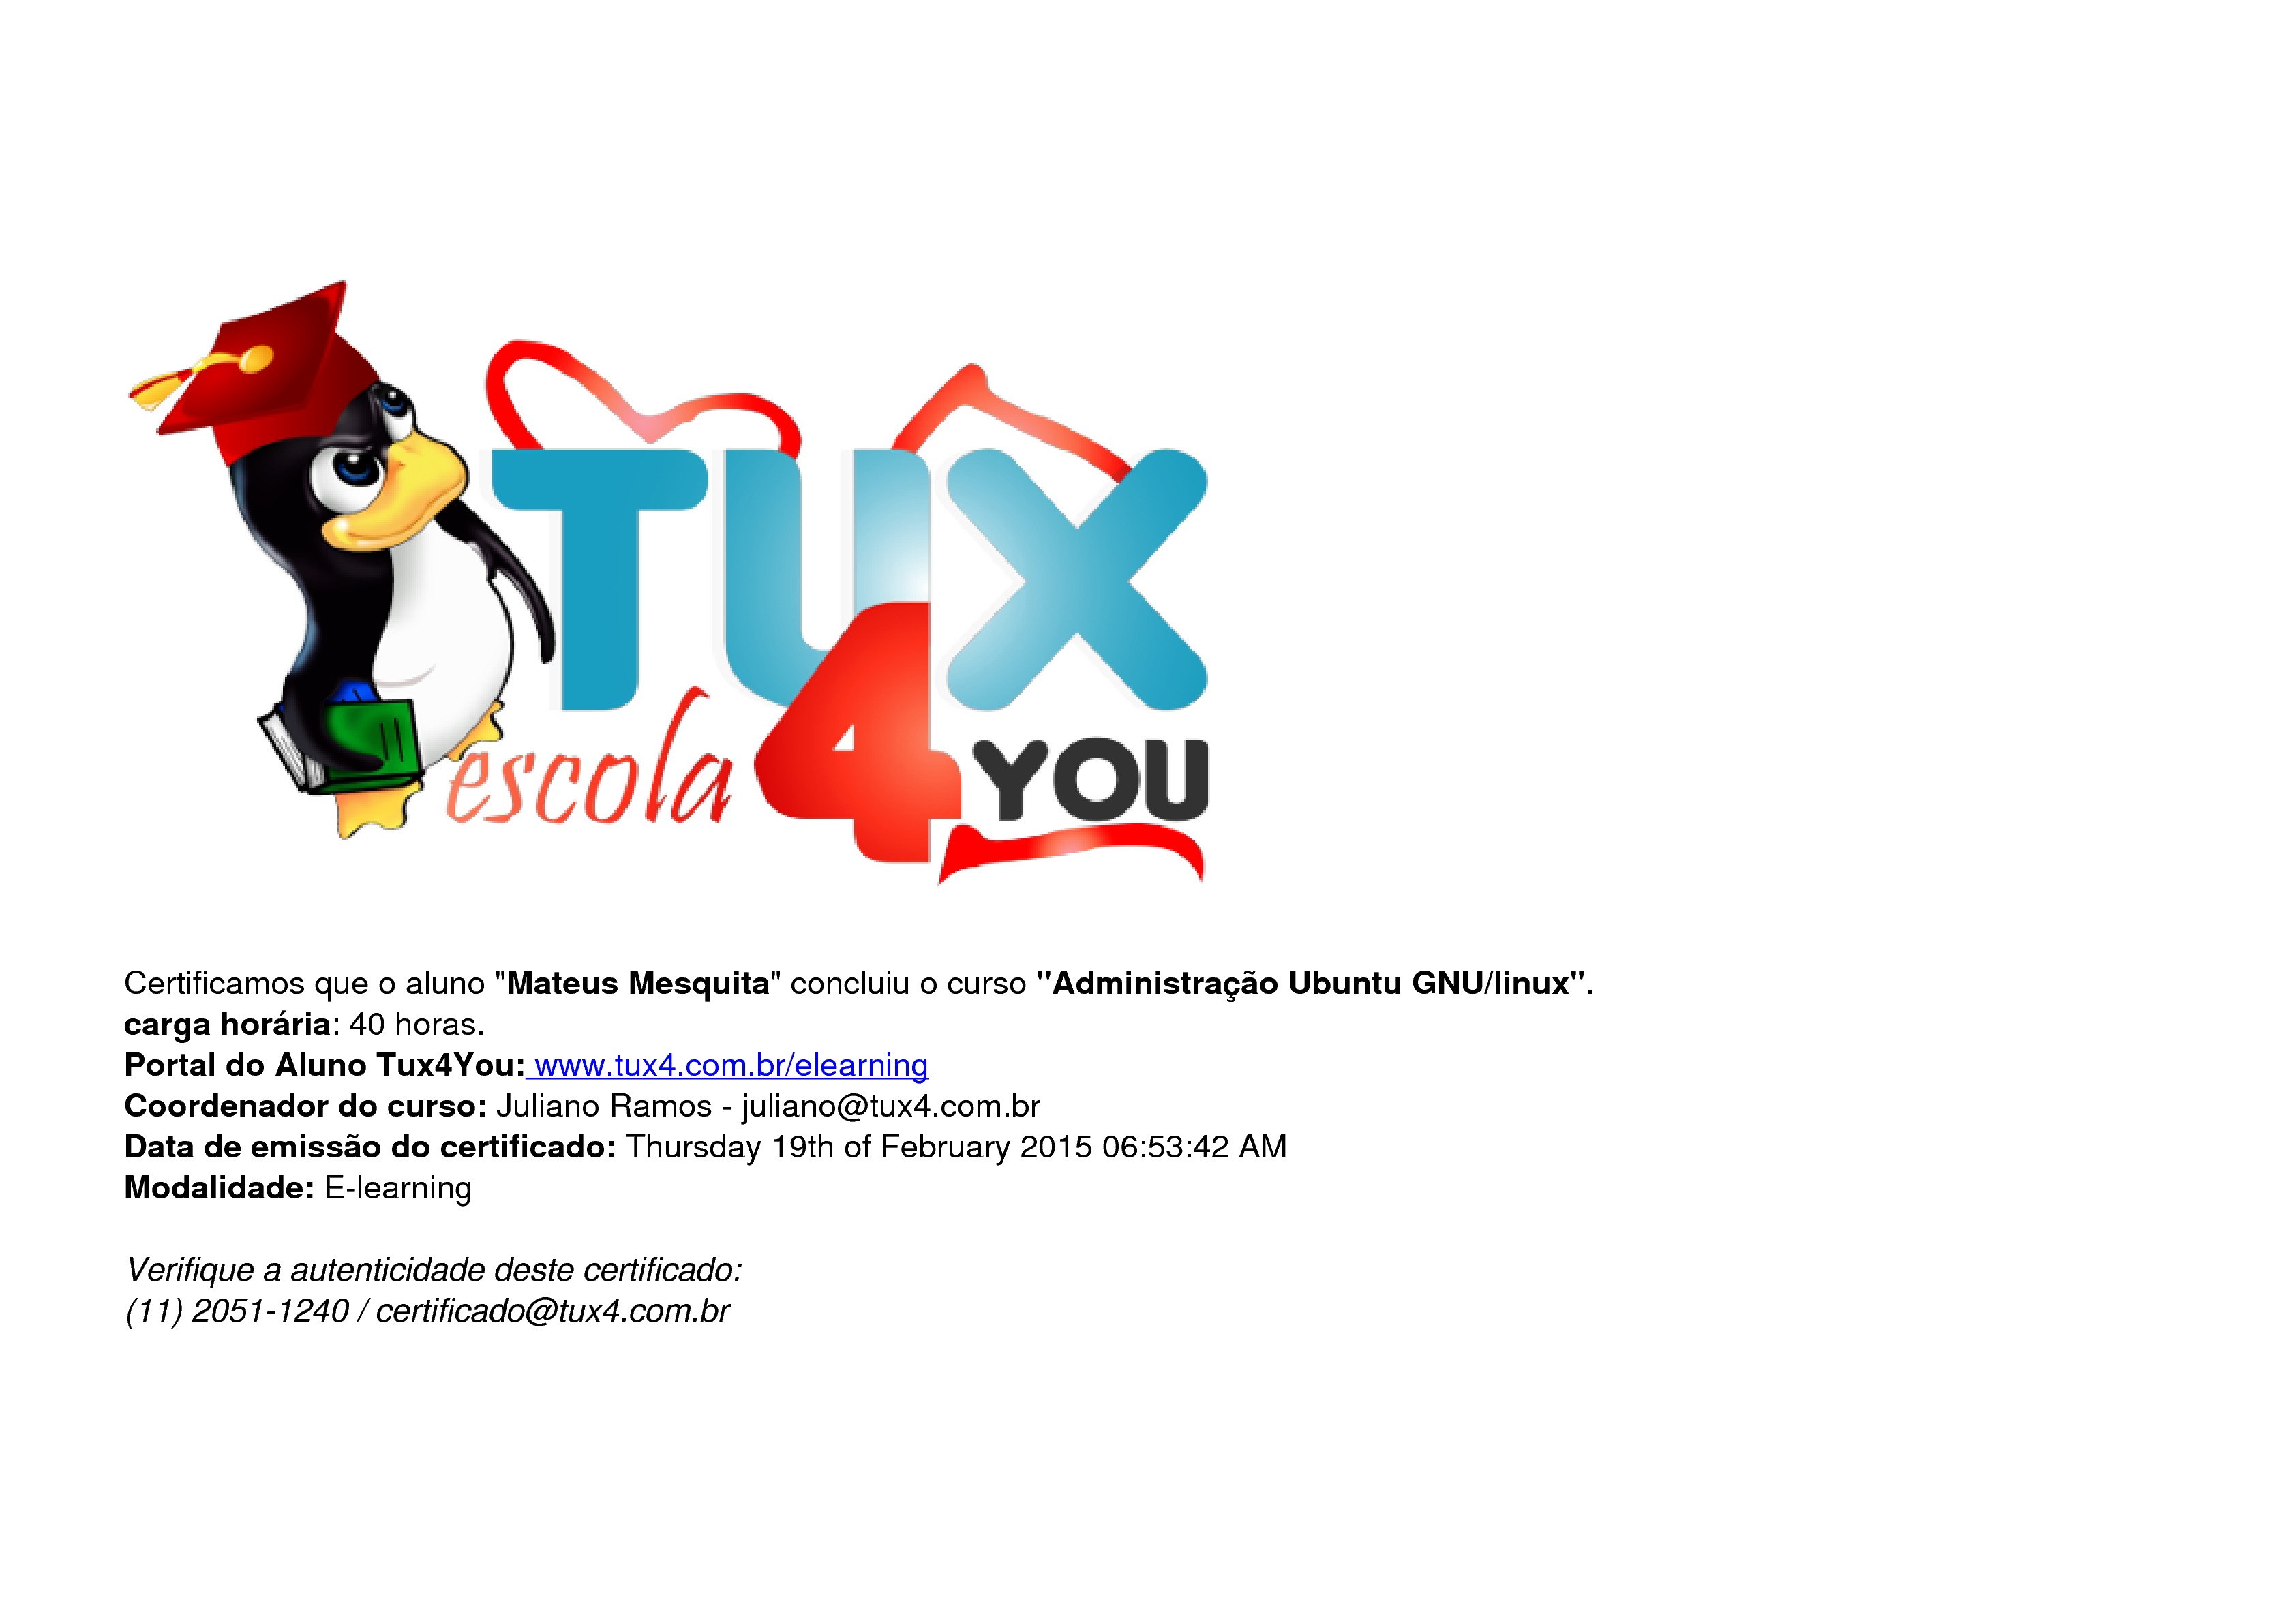 TUX
escola 4 YOU
Certificamos que o aluno "Mateus Mesquita" concluiu o curso "Administração Ubuntu GNU/linux".
carga horária: 40 horas.
Portal do Aluno Tux4You: www.tux4.com.br/elearning
Coordenador do curso: Juliano Ramos - juliano@tux4.com.br
Data de emissão do certificado: Thursday 19th of February 2015 06:53:42 AM
Modalidade: E-learning
Verifique a autenticidade deste certificado:
(11) 2051-1240 / certificado@tux4.com.br